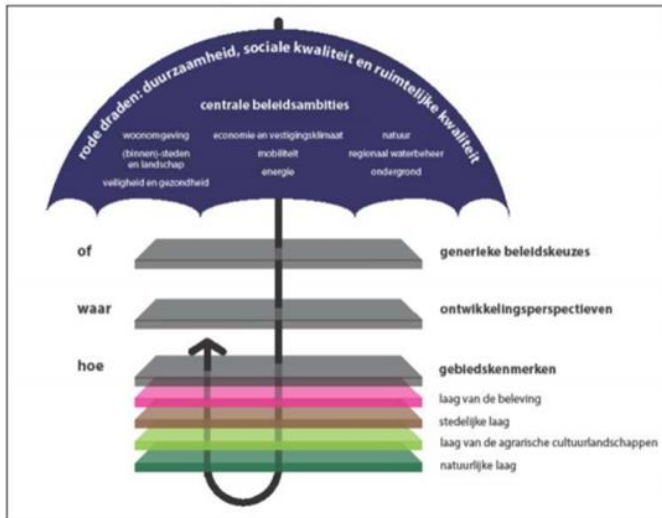 rode draden: duurzaamheid, sociale kwaliteit en ruimtelijke kwaliteit
centrale beleidsambities
woonomgeving
(binnen)-steden
en landschap
veiligheid en gezondheid
economie en vestigingsklimaat
mobiliteit
energie
natuur
regionaal waterbeheer
ondergrond
of
generieke beleidskeuzes
waar
ontwikkelingsperspectieven
hoe
gebiedskenmerken
laag van de beleving
stedelijke laag
laag van de agrarische cultuurlandschappen
natuurlijke laag